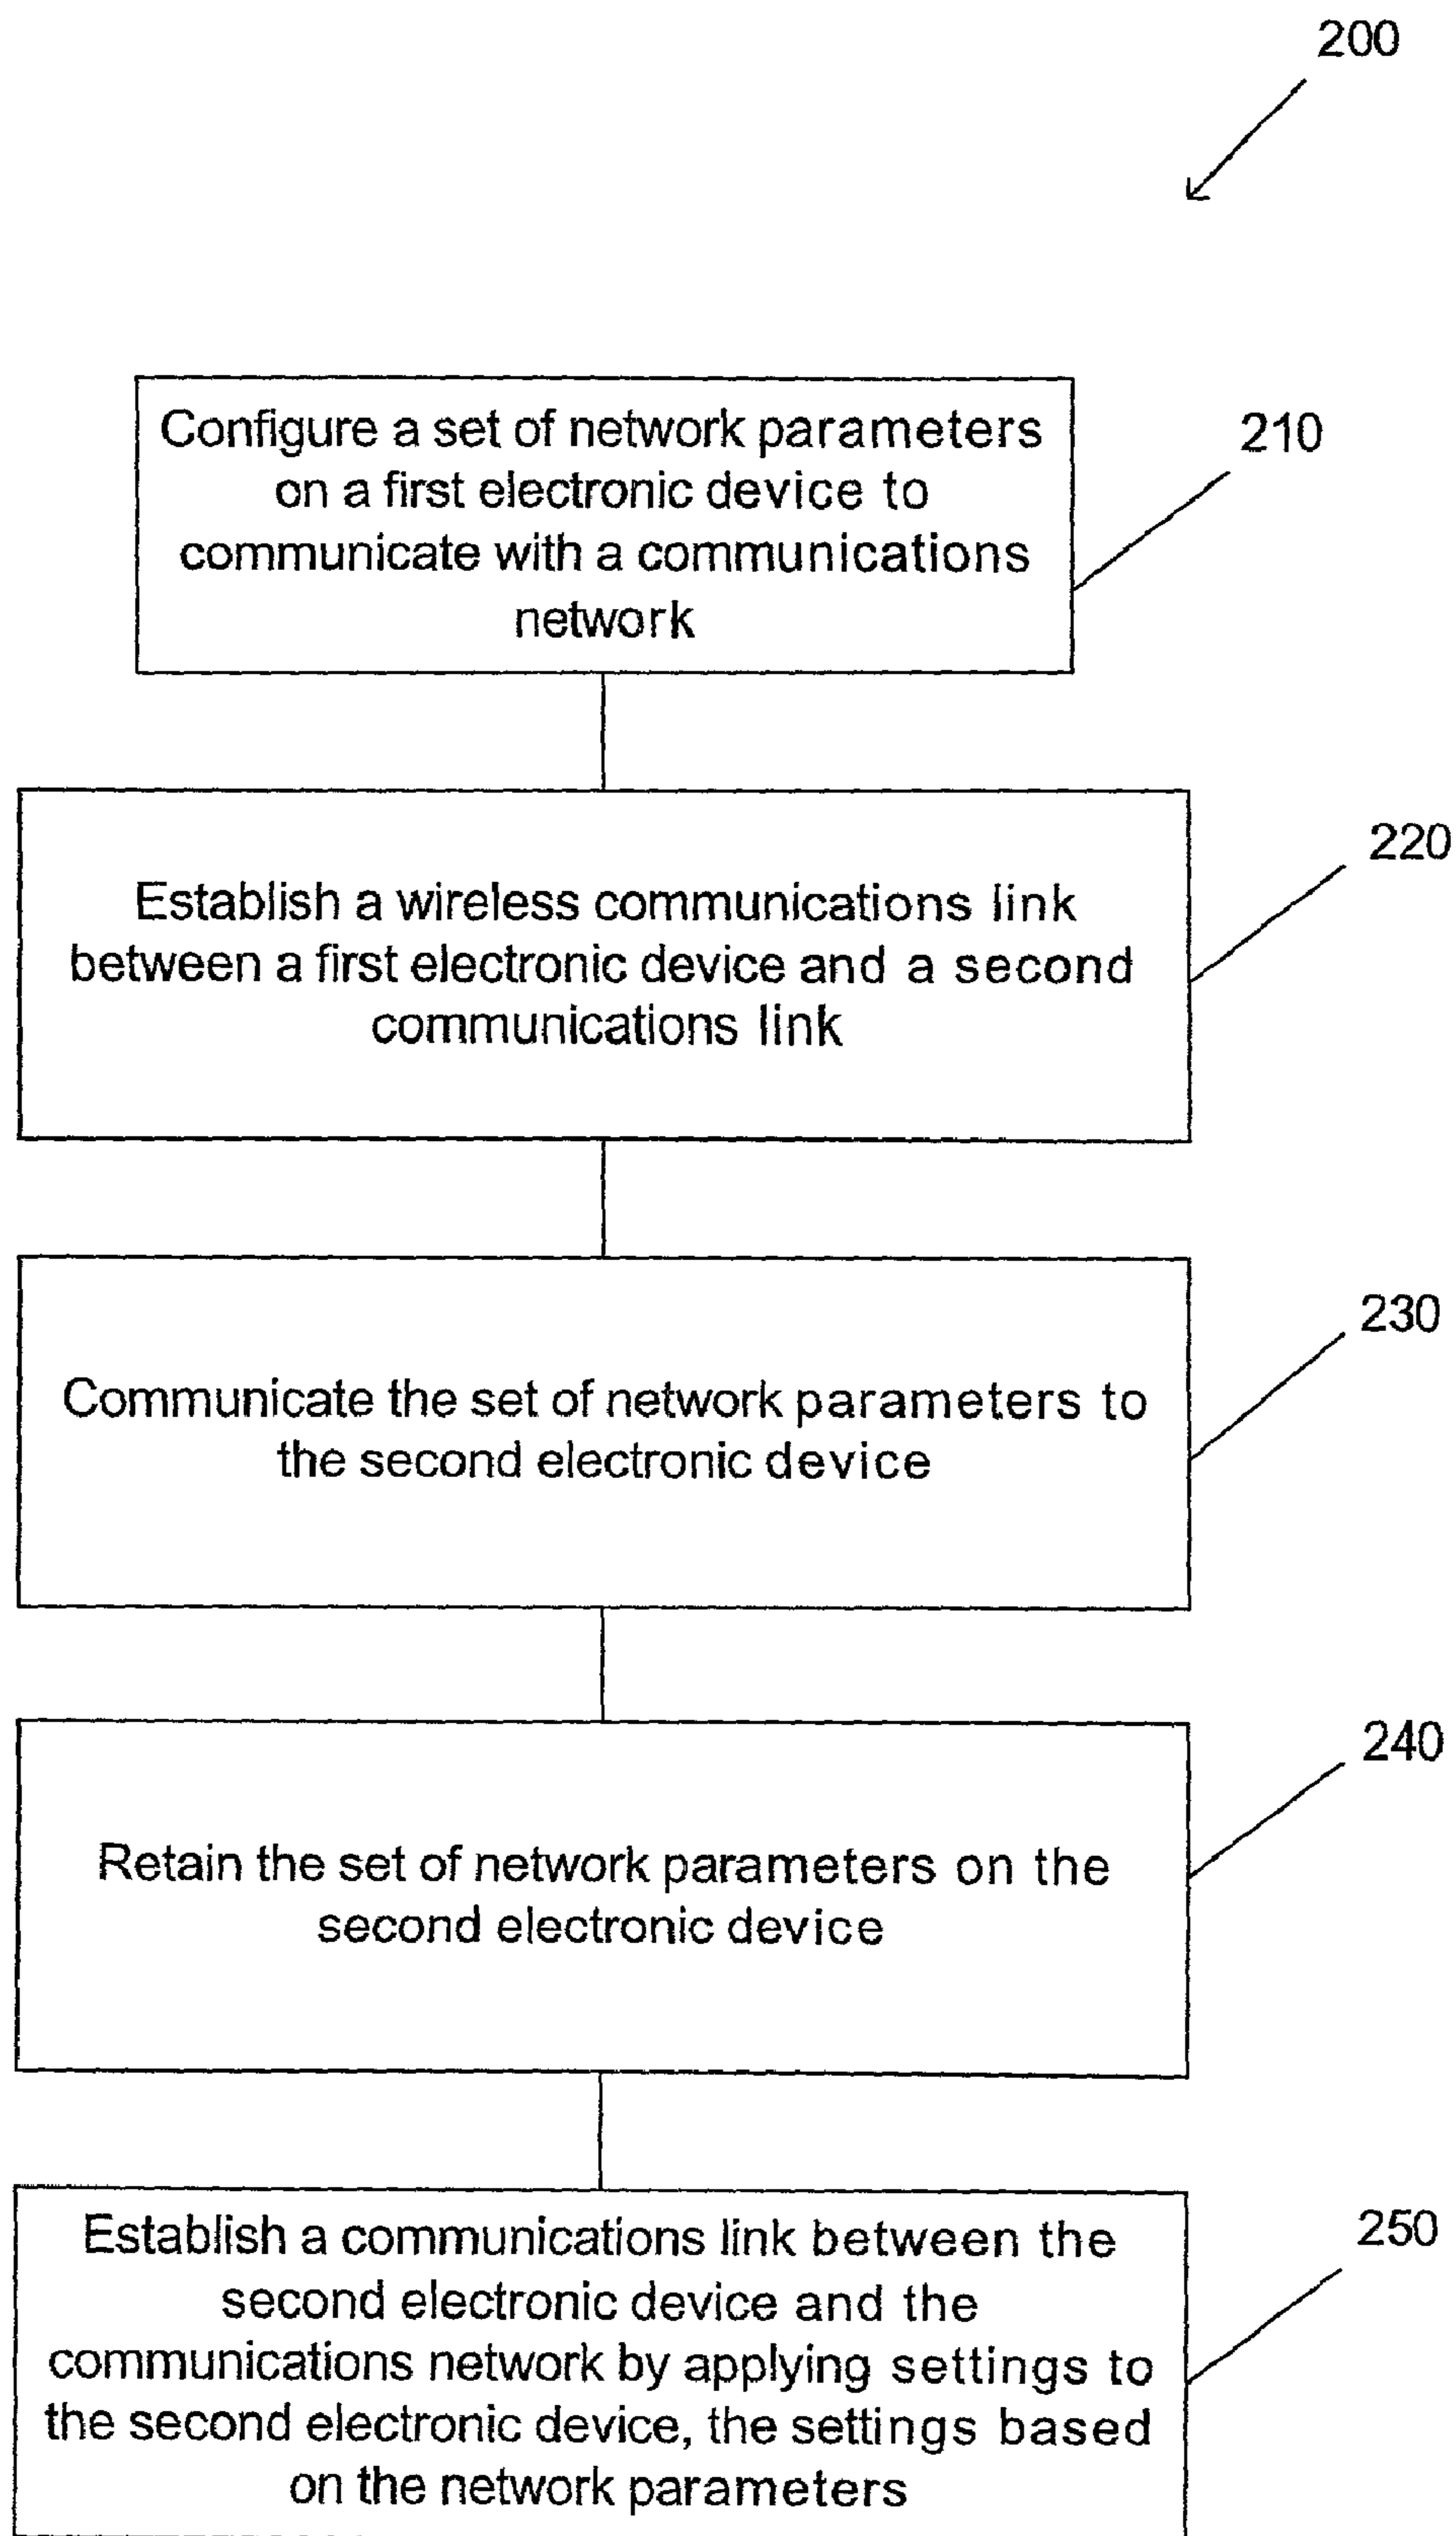 200
Configure a set of network parameters
on a first electronic device to
communicate with a communications
network
210
Establish a wireless communications link
between a first electronic device and a second
communications link
220
Communicate the set of network parameters to
the second electronic device
230
Retain the set of network parameters on the
second electronic device
240
Establish a communications link between the
second electronic device and the
communications network by applying settings to
the second electronic device, the settings based
on the network parameters
250